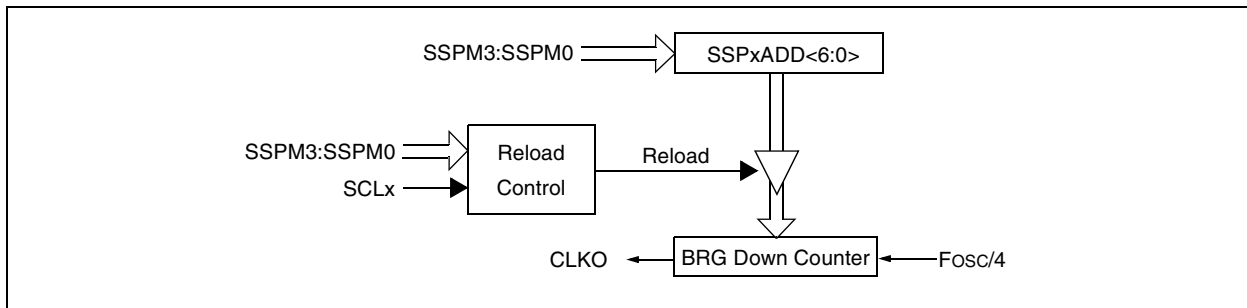 SSPM3:SSPM0
SSPxADD<6:0>
SSPM3:SSPM0
SCLx
Reload
Control
Reload
CLKO
BRG Down Counter
FOSC/4